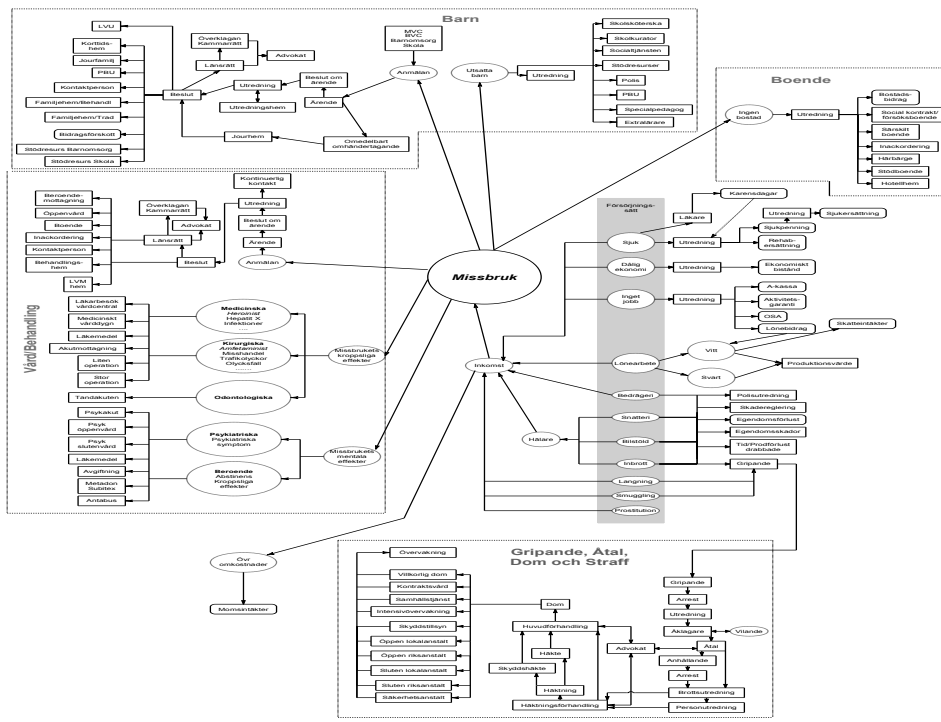 Barn
LVU
Korttids-
hem
Jourfamilj
PBU
Kontaktperson
Familjehem/Behandl
Familjehem/Trad
Bidragsförskott
Stödresurs Barnomsorg
Stödresurs Skola
Beslut
Överklagan
Kammarrätt
Länsrätt
Advokat
Utredning
Utredningshem
Beslut om
ärende
Ärende
Jourhem
Omedelbart
omhändertagande
MVC
BVC
Barnomsorg
Skola
Anmälan
Utsatta
barn
Utredning
Skolsköterska
Skolkurator
Socialtjänsten
Stödresurser
Polis
PBU
Specialpedagog
Extralärare
Boende
Ingen
bostad
Utredning
Bostads-
bidrag
Social kontrakt/
försöksboende
Särskilt
boende
Inackordering
Härbärge
Stödboende
Hotellhem
Vård/Behandling
Beroende-
mottagning
Öppenvård
Boende
Inackordering
Kontaktperson
Behandlings-
hem
LVM
hem
Överklagan
Kammarrätt
Advokat
Länsrätt
Beslut
Kontinuerlig
kontakt
Utredning
Beslut om
ärende
Ärende
Anmälan
Läkarbesök
vårdcentral
Medicinskt
vårddygn
Läkemedel
Akutmottagning
Liten
operation
Stor
operation
Tandakuten
Medicinska
Heroinist
Hepatit X
Infektioner
....
Kirurgiska
Amfetaminist
Misshandel
Trafikolyckor
Olycksfall
......
Odontologiska
Missbrukets
kroppsliga
effekter
Psykakut
Psyk
öppenvård
Psyk
slutenvård
Läkemedel
Avgiftning
Metadon
Subitex
Antabus
Psykiatriska
Psykiatriska
symptom
Beroende
Abstinens
Kroppsliga
effekter
Missbrukets
mentala
effekter
Missbruk
Inkomst
Hälare
Försörjnings-
sätt
Sjuk
Dålig
ekonomi
Inget
jobb
Lönearbete
Bedrägeri
Snatteri
Bilstöld
Inbrott
Langning
Smuggling
Prostitution
Läkare
Karensdagar
Utredning
Utredning
Sjukersättning
Sjukpenning
Rehab-
ersättning
Utredning
Ekonomiskt
bistånd
Utredning
A-kassa
Aktivitets-
garanti
OSA
Lönebidrag
Skatteintäkter
Vitt
Svart
Produktionsvärde
Polisutredning
Skadereglering
Egendomsförlust
Egendomsskador
Tid/Prodförlust
drabbade
Gripande
Övr
omkostnader
Momsintäkter
Gripande, Åtal,
Dom och Straff
Övervakning
Villkorlig dom
Kontraktsvård
Samhällstjänst
Intensivövervakning
Skyddstillsyn
Öppen lokalanstalt
Öppen riksanstalt
Sluten lokalanstalt
Sluten riksanstalt
Säkerhetsanstalt
Dom
Huvudförhandling
Häkte
Skyddshäkte
Häktning
Häktningsförhandling
Advokat
Gripande
Arrest
Utredning
Åklagare
Vilande
Åtal
Anhållande
Arrest
Brottsutredning
Personutredning